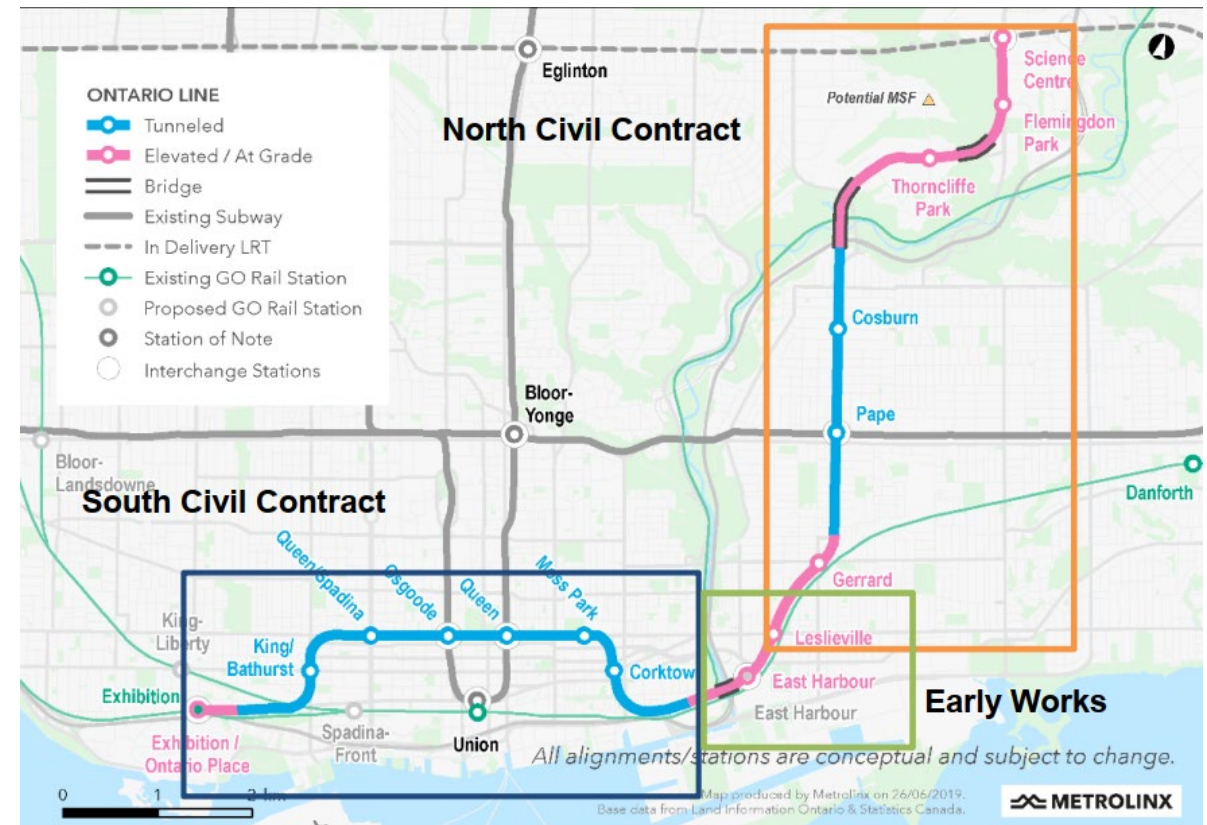 ONTARIO LINE
Tunneled
Elevated / At Grade
Bridge
Existing Subway
In Delivery LRT
Existing GO Rail Station
Proposed GO Rail Station
Station of Note
Interchange Stations
Eglinton
North Civil Contract
Potential MSF
Science
Centre
Flemingdon
Park
Thorncliffe
Park
Cosburn
Bloor-
Yonge
Pape
Bloor-
Landsdowne
South Civil Contract
Danforth
Queen/Spadina
Osgoode
Queen
Moss Park
Gerrard
King-
Liberty
King/
Bathurst
Leslieville
Corktow
Exhibition
East Harbour
East Harbour
Early Works
Exhibition /
Ontario Place
Spadina-
Front
Union
All alignments/stations are conceptual and subject to change.
0 1 2 km
Map produced by Metrolinx on 26/06/2019.
Base data from Land Information Ontario & Statistics Canada.
METROLINX